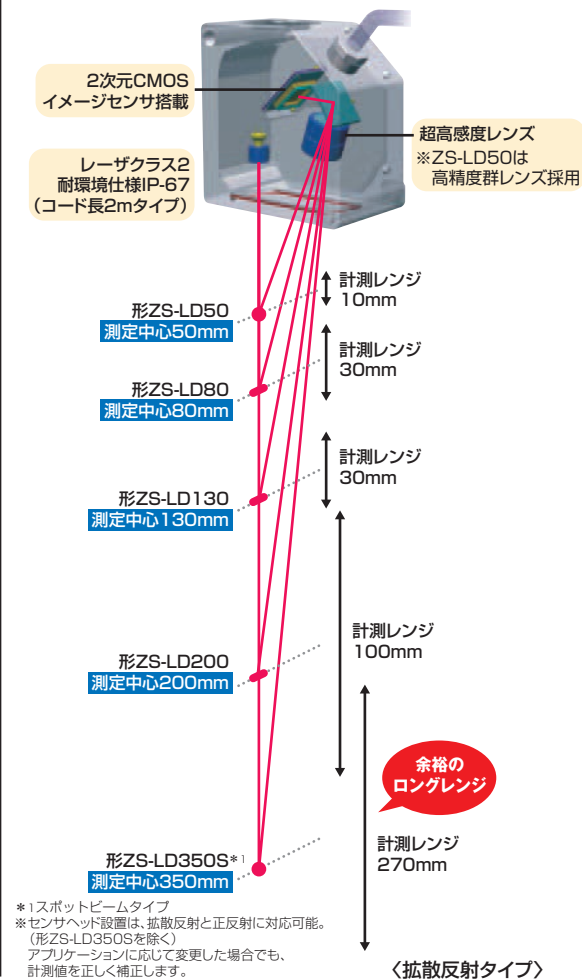 2次元CMOS
イメージセンサ搭載
超高感度レンズ
※ZS-LD50は
高精度群レンズ採用
レーザクラス2
耐環境仕様IP-67
(コード長2mタイプ)
計測レンジ
10mm
形ZS-LD50
測定中心50mm
計測レンジ
30mm
形ZS-LD80
測定中心80mm
計測レンジ
30mm
形ZS-LD130
測定中心130mm
計測レンジ
100mm
形ZS-LD200
測定中心200mm
余裕の
ロングレンジ
計測レンジ
270mm
形ZS-LD350S*1
測定中心350mm
*1スポットビームタイプ
※センサヘッド設置は、拡散反射と正反射に対応可能。
(形ZS-LD350Sを除く)
アプリケーションに応じて変更した場合でも、
計測値を正しく補正します。
〈拡散反射タイプ〉